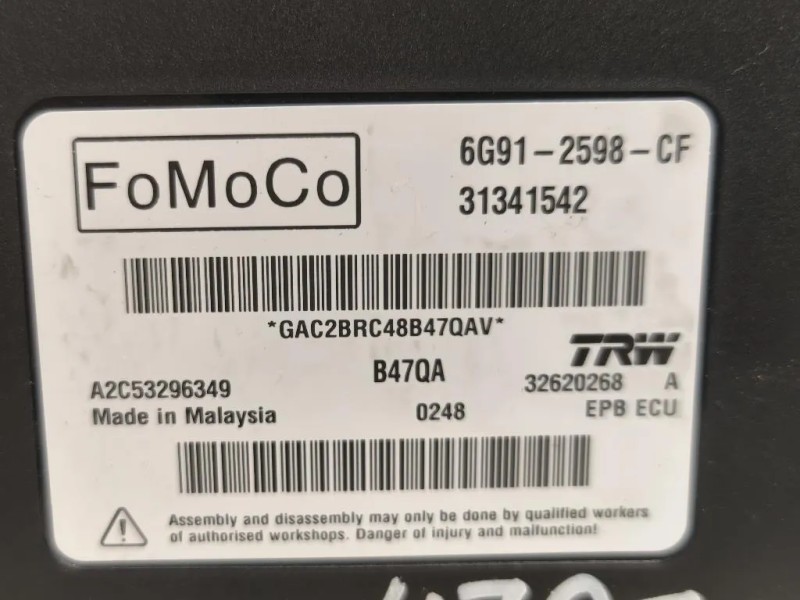 FoMoCo
6G91-2598-CF
31341542
*GAC2BRC48B47QAV*
TRW
B47QA
A2C53296349
32620268 A
Made in Malaysia
0248
EPB ECU
Assembly and disassembly may only be done by qualified workers
of authorised workshops. Danger of injury and malfunction!